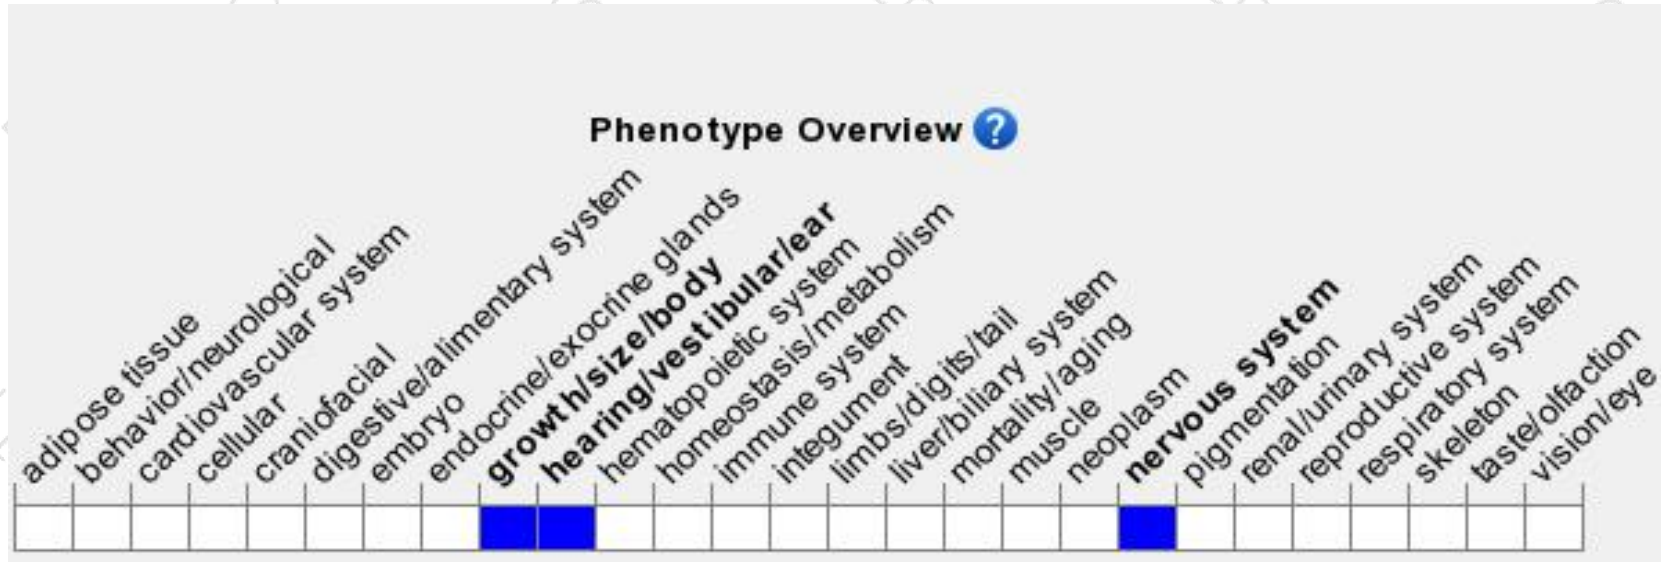 Phenotype Overview ?
adipose tissue
behavior/neurological
cardiovascular system
cellular
craniofacial
digestive/alimentary system
embryo
endocrine/exocrine glands
growth/size/body
hearing/vestibular/ear
hematopoietic system
homeostasis/metabolism
immune system
integument
limbs/digits/tail
liver/biliary system
mortality/aging
muscle
neoplasm
nervous system
pigmentation
renal/urinary system
reproductive system
respiratory system
skeleton
taste/olfaction
vision/eye